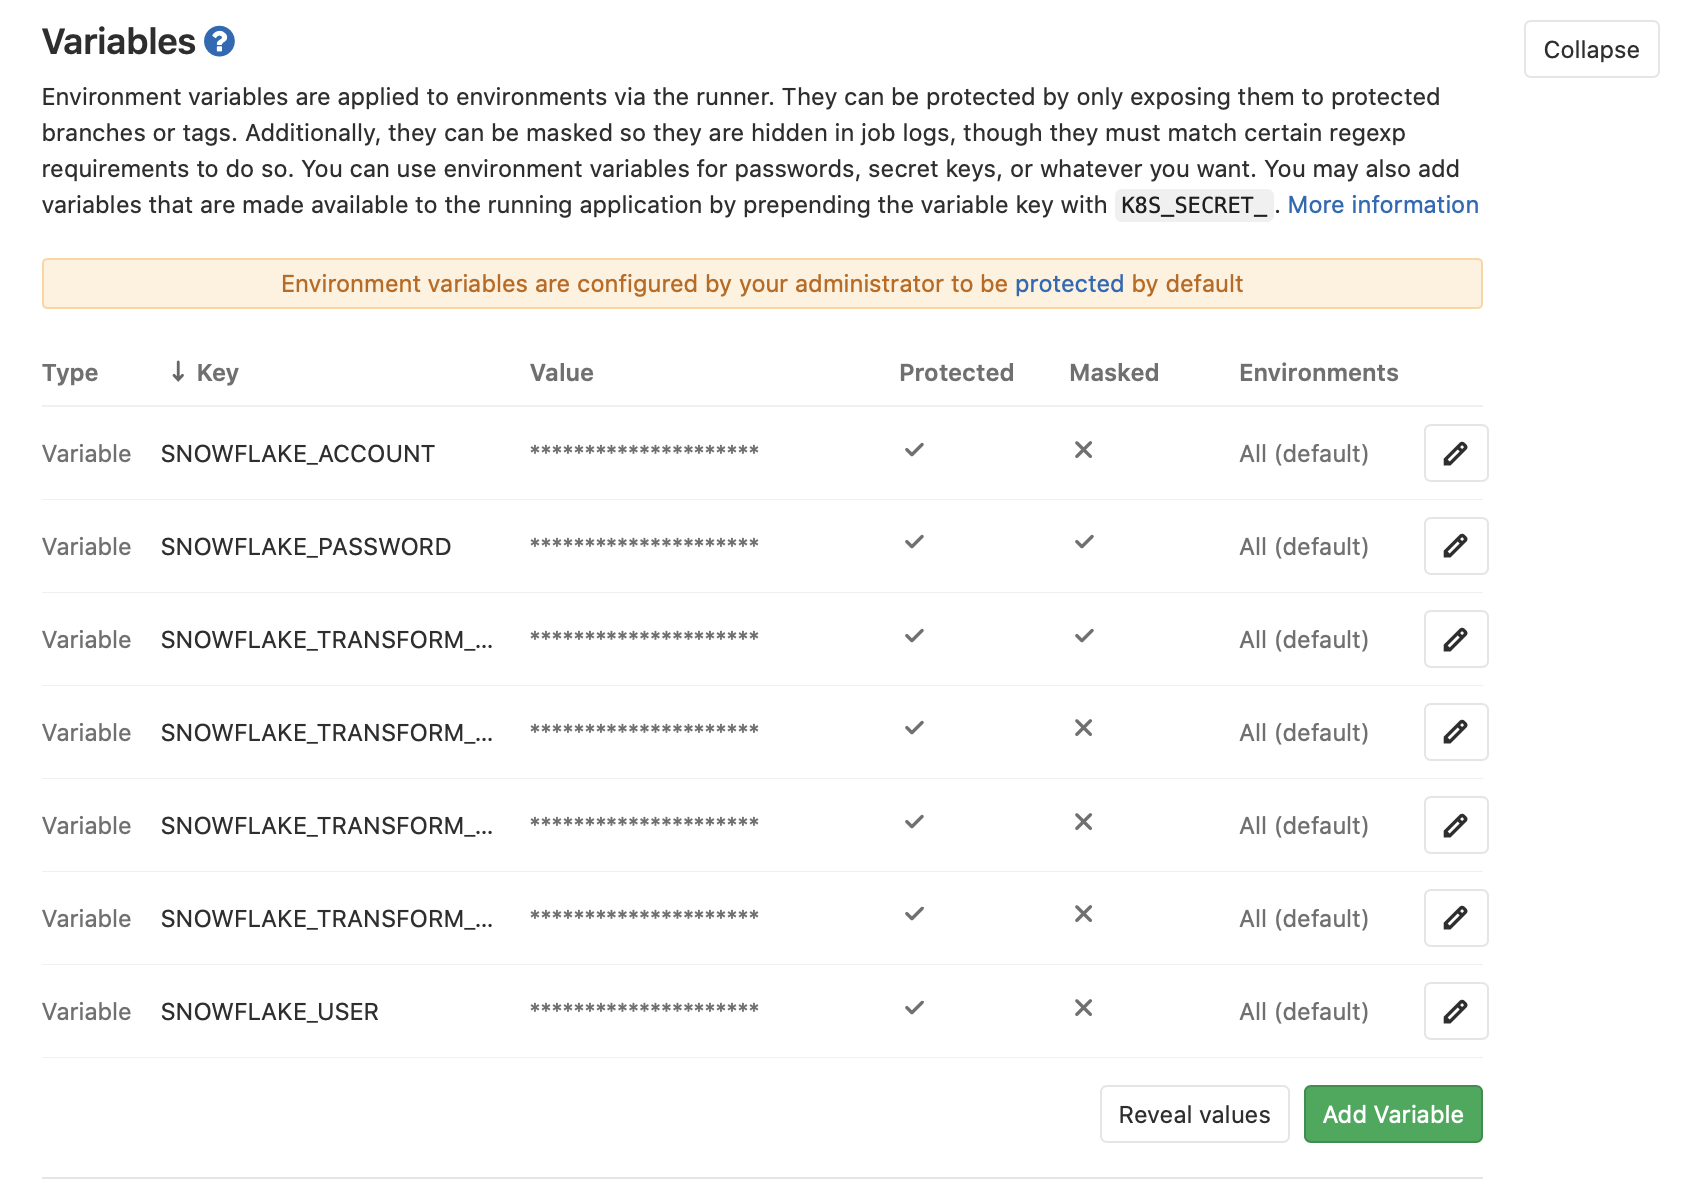 Variables
Collapse
Environment variables are applied to environments via the runner. They can be protected by only exposing them to protected
branches or tags. Additionally, they can be masked so they are hidden in job logs, though they must match certain regexp
requirements to do so. You can use environment variables for passwords, secret keys, or whatever you want. You may also add
variables that are made available to the running application by prepending the variable key with K8S_SECRET_. More information
Environment variables are configured by your administrator to be protected by default
Type ↓ Key Value Protected Masked Environments
Variable SNOWFLAKE_ACCOUNT ********************* ✓ ✕ All (default)
Variable SNOWFLAKE_PASSWORD ********************* ✓ ✓ All (default)
Variable SNOWFLAKE_TRANSFORM_... ********************* ✓ ✓ All (default)
Variable SNOWFLAKE_TRANSFORM_... ********************* ✓ ✕ All (default)
Variable SNOWFLAKE_TRANSFORM_... ********************* ✓ ✕ All (default)
Variable SNOWFLAKE_TRANSFORM_... ********************* ✓ ✕ All (default)
Variable SNOWFLAKE_USER ********************* ✓ ✕ All (default)
Reveal values Add Variable